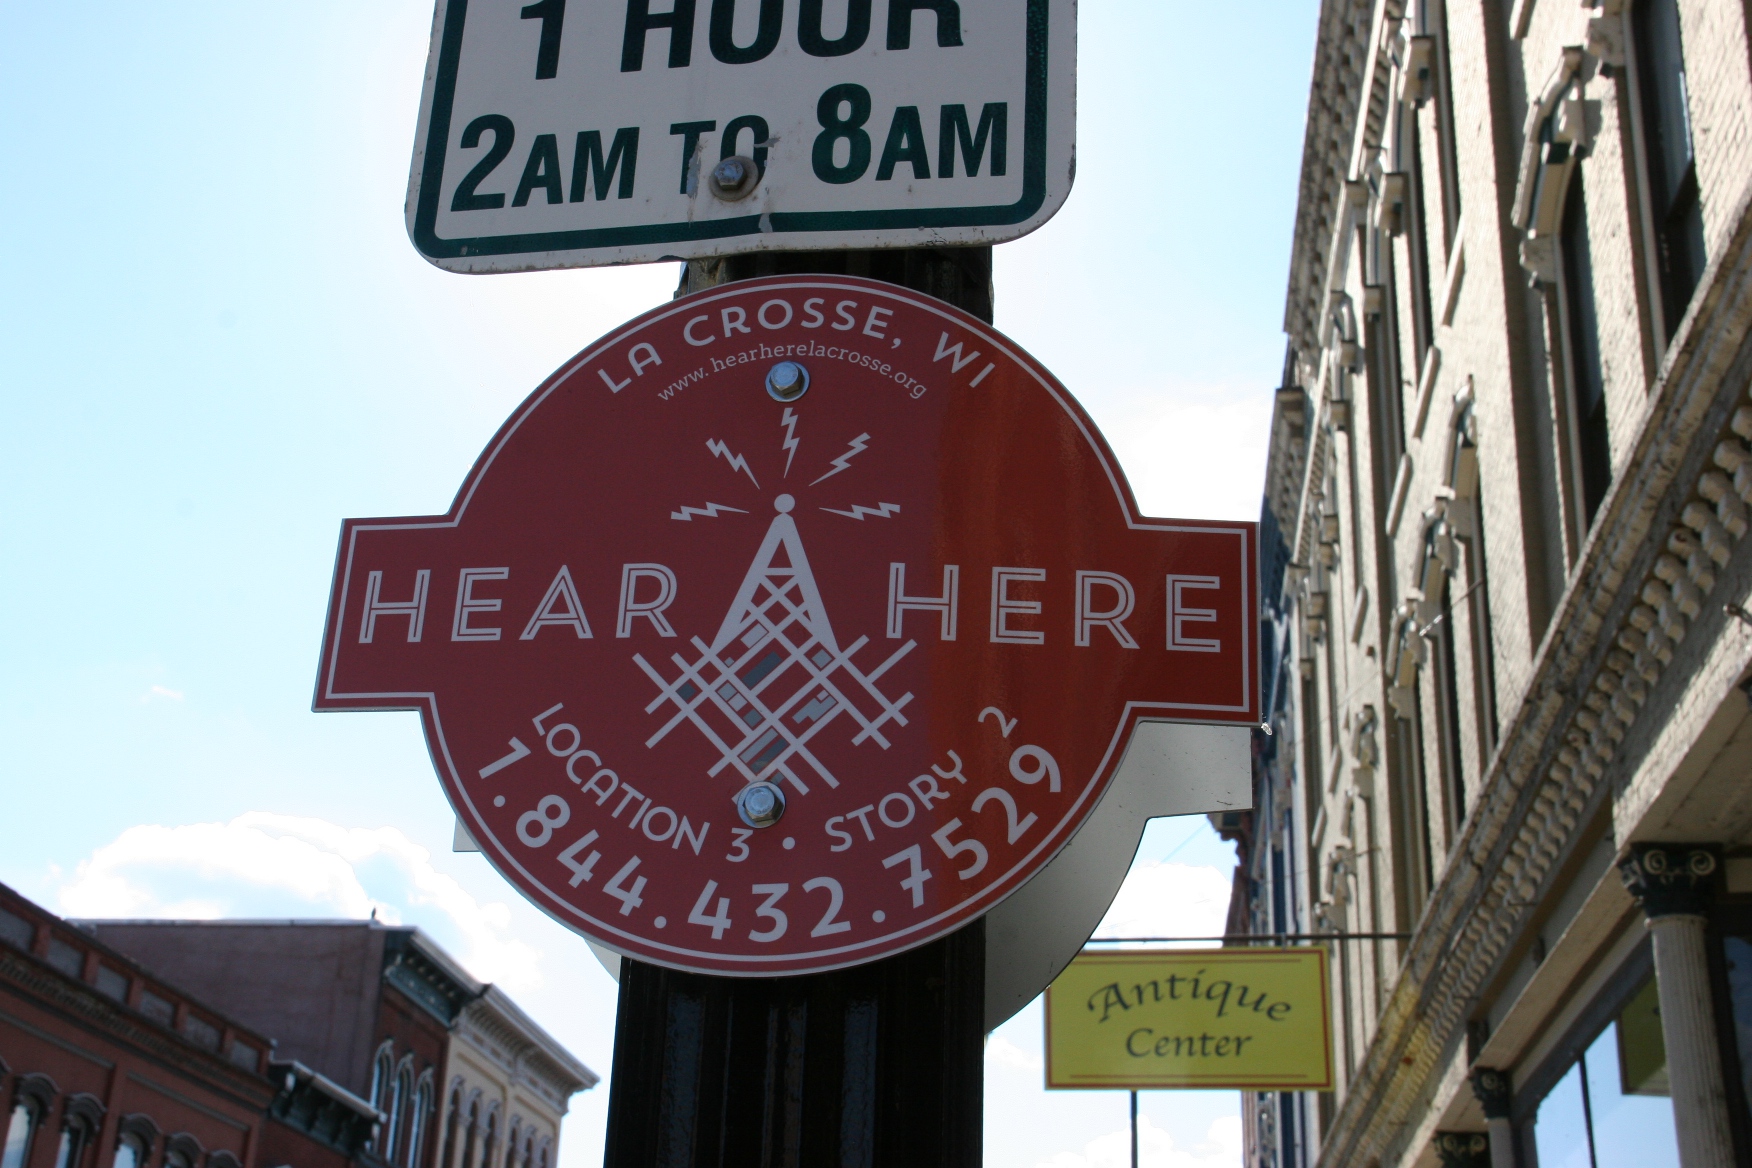 1 HOUR
2AM TO 8AM
LA CROSSE, WI
www.hearherelacrosse.org
HEAR HERE
LOCATION 3 • STORY 2
1.844.432.7529
Antique
Center